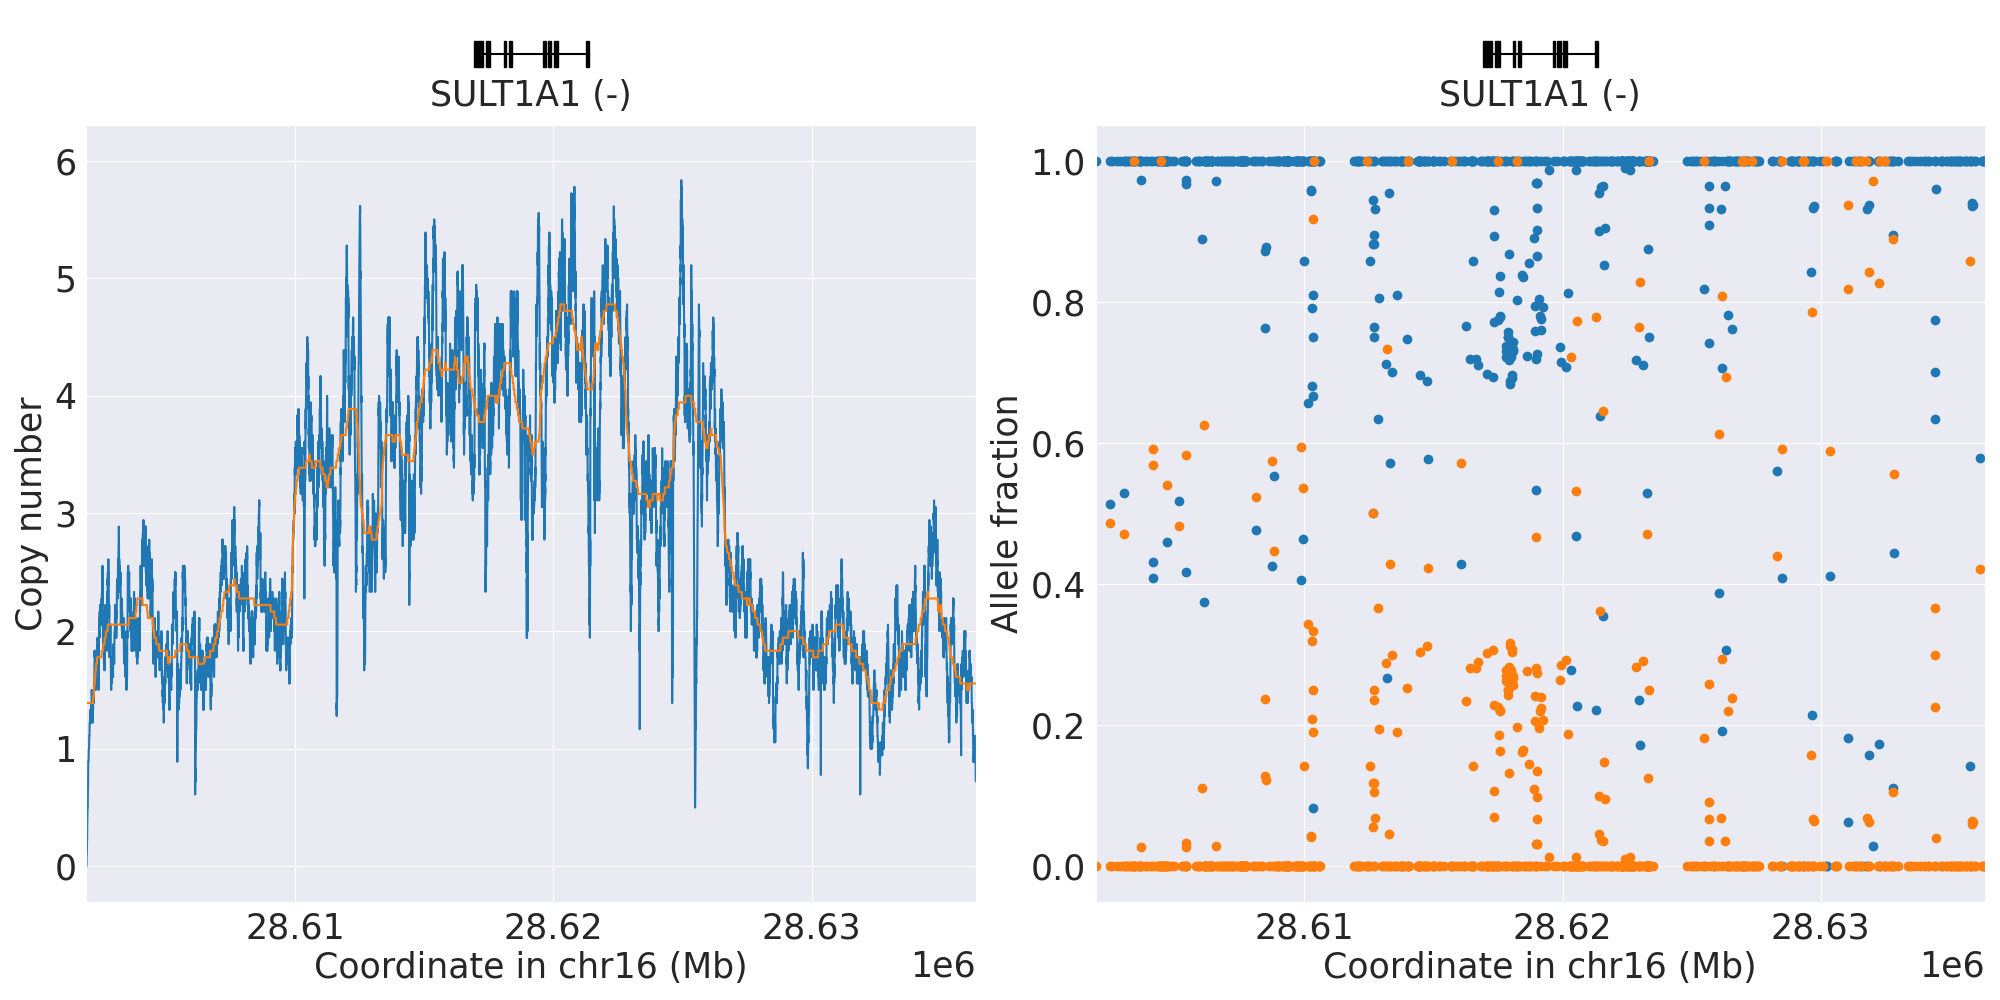 SULT1A1 (-)
6
5
4
3
2
1
0
Copy number
28.61
28.62
28.63
Coordinate in chr16 (Mb)
1e6
SULT1A1 (-)
1.0
0.8
0.6
0.4
0.2
0.0
Allele fraction
28.61
28.62
28.63
Coordinate in chr16 (Mb)
1e6